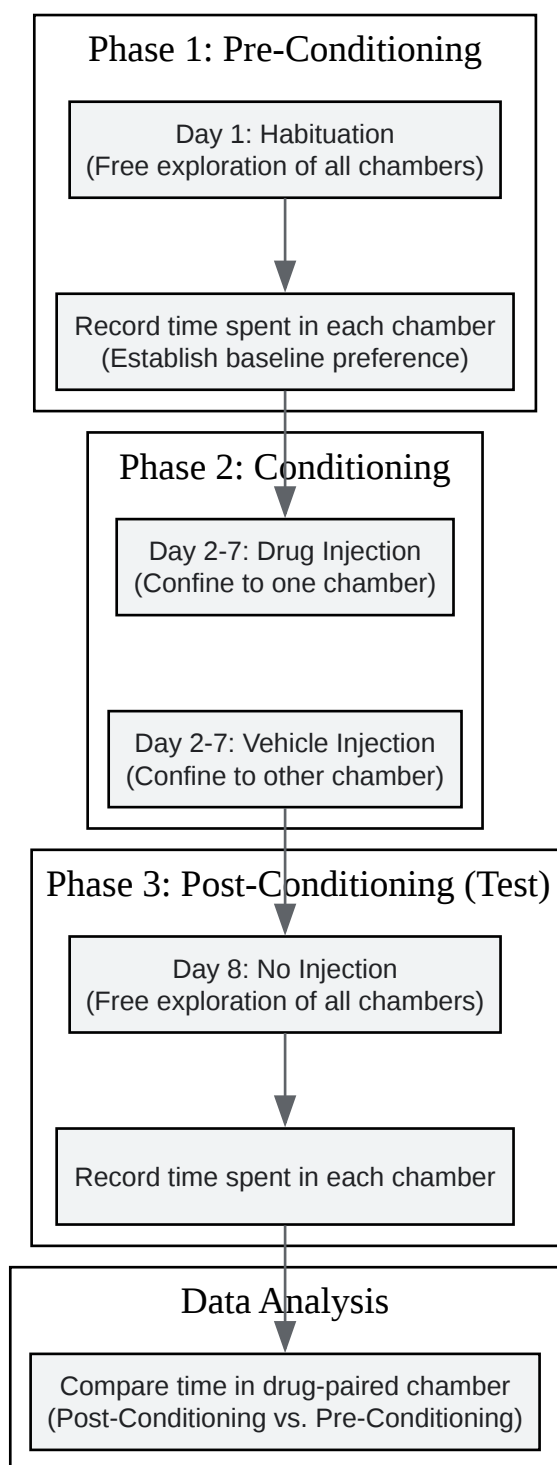 Phase 1: Pre-Conditioning
Day 1: Habituation
(Free exploration of all chambers)
Record time spent in each chamber
(Establish baseline preference)
Phase 2: Conditioning
Day 2-7: Drug Injection
(Confine to one chamber)
Day 2-7: Vehicle Injection
(Confine to other chamber)
Phase 3: Post-Conditioning (Test)
Day 8: No Injection
(Free exploration of all chambers)
Record time spent in each chamber
Data Analysis
Compare time in drug-paired chamber
(Post-Conditioning vs. Pre-Conditioning)